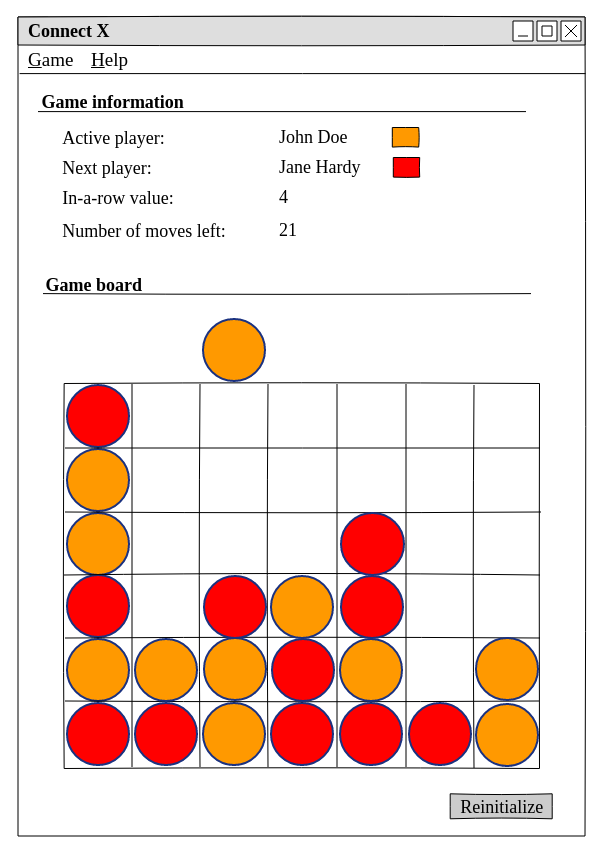 Connect X
Game Help
Game information
Active player: John Doe
Next player: Jane Hardy
In-a-row value: 4
Number of moves left: 21
Game board
Reinitialize